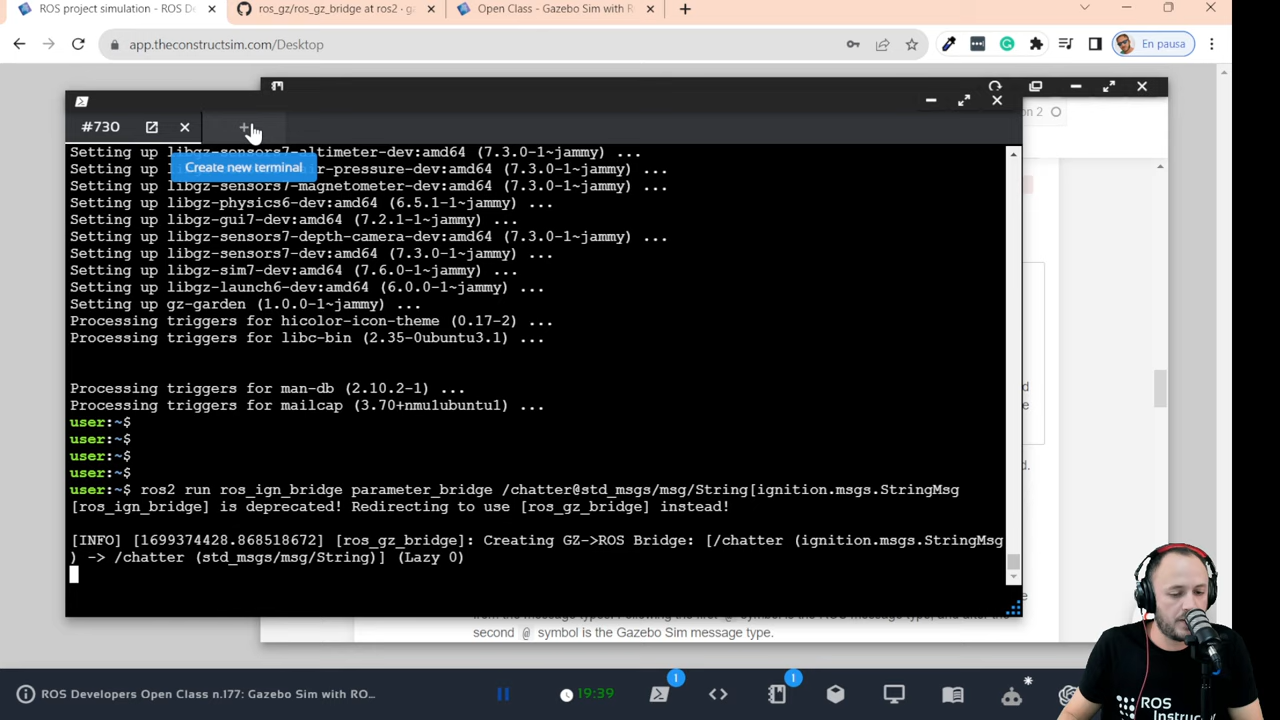 ROS project simulation - ROS De
ros_gz/ros_gz_bridge at ros2 · g
Open Class - Gazebo Sim with R
app.theconstructsim.com/Desktop
En pausa
#730
Create new terminal
Setting up libgz-sensors7-altimeter-dev:amd64 (7.3.0-1~jammy) ...
Setting up ir-pressure-dev:amd64 (7.3.0-1~jammy) ...
Setting up libgz-sensors7-magnetometer-dev:amd64 (7.3.0-1~jammy) ...
Setting up libgz-physics6-dev:amd64 (6.5.1-1~jammy) ...
Setting up libgz-gui7-dev:amd64 (7.2.1-1~jammy) ...
Setting up libgz-sensors7-depth-camera-dev:amd64 (7.3.0-1~jammy) ...
Setting up libgz-sensors7-dev:amd64 (7.3.0-1~jammy) ...
Setting up libgz-sim7-dev:amd64 (7.6.0-1~jammy) ...
Setting up libgz-launch6-dev:amd64 (6.0.0-1~jammy) ...
Setting up gz-garden (1.0.0-1~jammy) ...
Processing triggers for hicolor-icon-theme (0.17-2) ...
Processing triggers for libc-bin (2.35-0ubuntu3.1) ...
Processing triggers for man-db (2.10.2-1) ...
Processing triggers for mailcap (3.70+nmu1ubuntu1) ...
user:~$
user:~$
user:~$
user:~$
user:~$ ros2 run ros_ign_bridge parameter_bridge /chatter@std_msgs/msg/String[ignition.msgs.StringMsg
[ros_ign_bridge] is deprecated! Redirecting to use [ros_gz_bridge] instead!
[INFO] [1699374428.868518672] [ros_gz_bridge]: Creating GZ->ROS Bridge: [/chatter (ignition.msgs.StringMsg
) -> /chatter (std_msgs/msg/String)] (Lazy 0)
second @ symbol is the Gazebo Sim message type.
ROS Developers Open Class n.177: Gazebo Sim with RO...
19:39
1
1
ROS